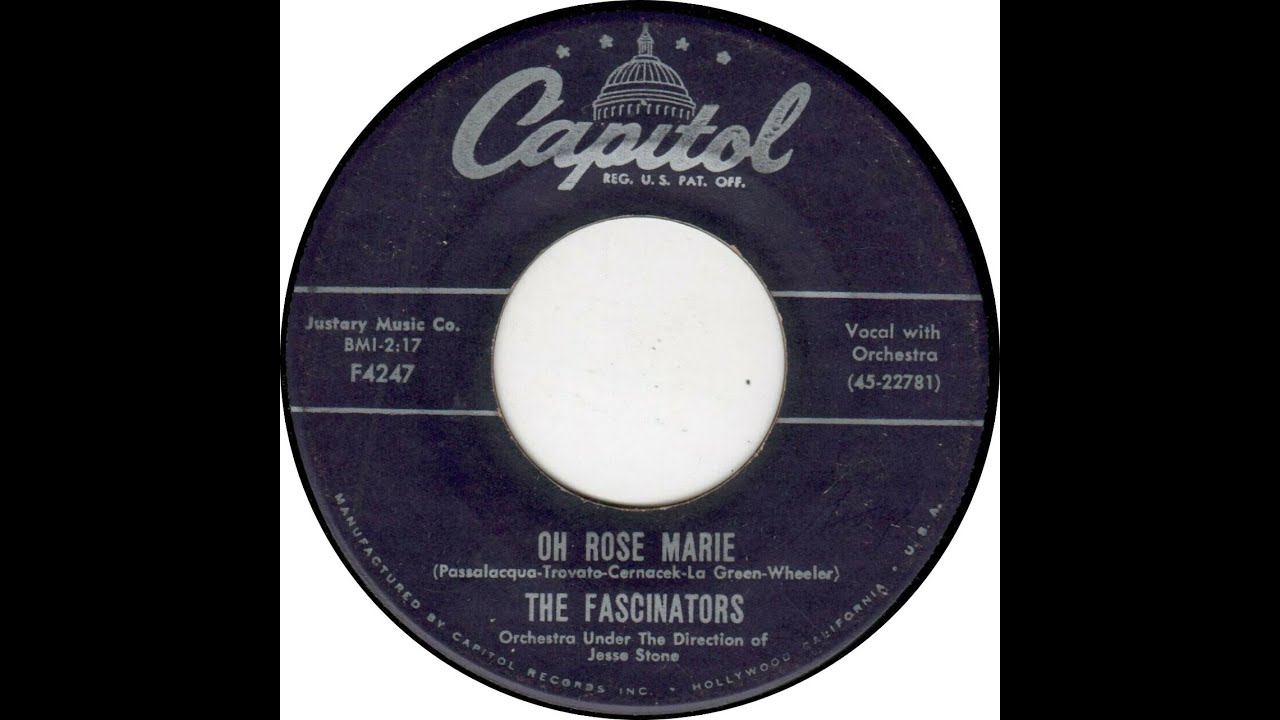 Capitol
REG. U. S. PAT. OFF.
Justary Music Co.
BMI-2:17
F4247
Vocal with
Orchestra
(45-22781)
OH ROSE MARIE
(Passalacqua-Trovato-Cernacek-La Green-Wheeler)
THE FASCINATORS
Orchestra Under The Direction of
Jesse Stone
MANUFACTURED BY CAPITOL RECORDS INC. • HOLLYWOOD, CALIFORNIA, U. S. A.